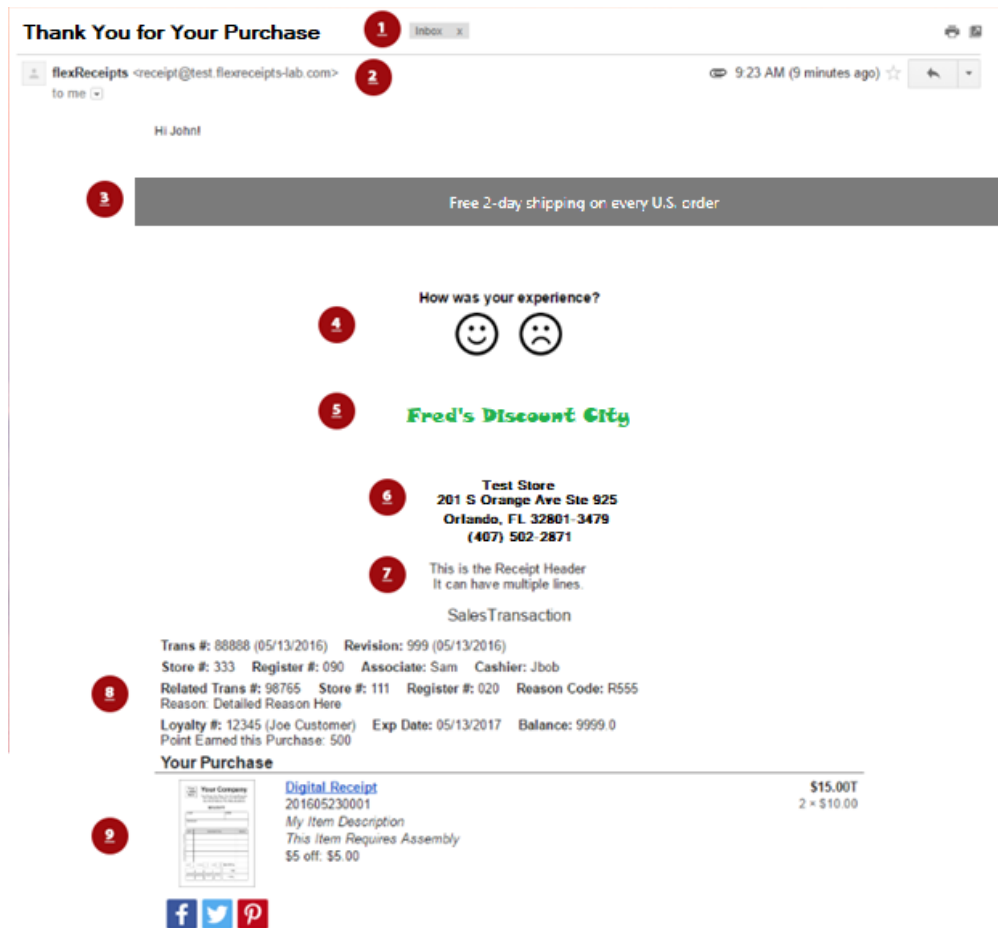 Thank You for Your Purchase 1 Inbox x
flexReceipts <receipt@test.flexreceipts-lab.com> 2 9:23 AM (9 minutes ago)
to me
Hi John!
3 Free 2-day shipping on every U.S. order
How was your experience?
4
5 Fred's Discount City
Test Store
6 201 S Orange Ave Ste 925
Orlando, FL 32801-3479
(407) 502-2871
7 This is the Receipt Header
It can have multiple lines.
SalesTransaction
Trans #: 88888 (05/13/2016) Revision: 999 (05/13/2016)
Store #: 333 Register #: 090 Associate: Sam Cashier: Jbob
8 Related Trans #: 98765 Store #: 111 Register #: 020 Reason Code: R555
Reason: Detailed Reason Here
Loyalty #: 12345 (Joe Customer) Exp Date: 05/13/2017 Balance: 9999.0
Point Earned this Purchase: 500
Your Purchase
Your Company
Digital Receipt $15.00T
201605230001 2 × $10.00
My Item Description
9 This Item Requires Assembly
$5 off: $5.00